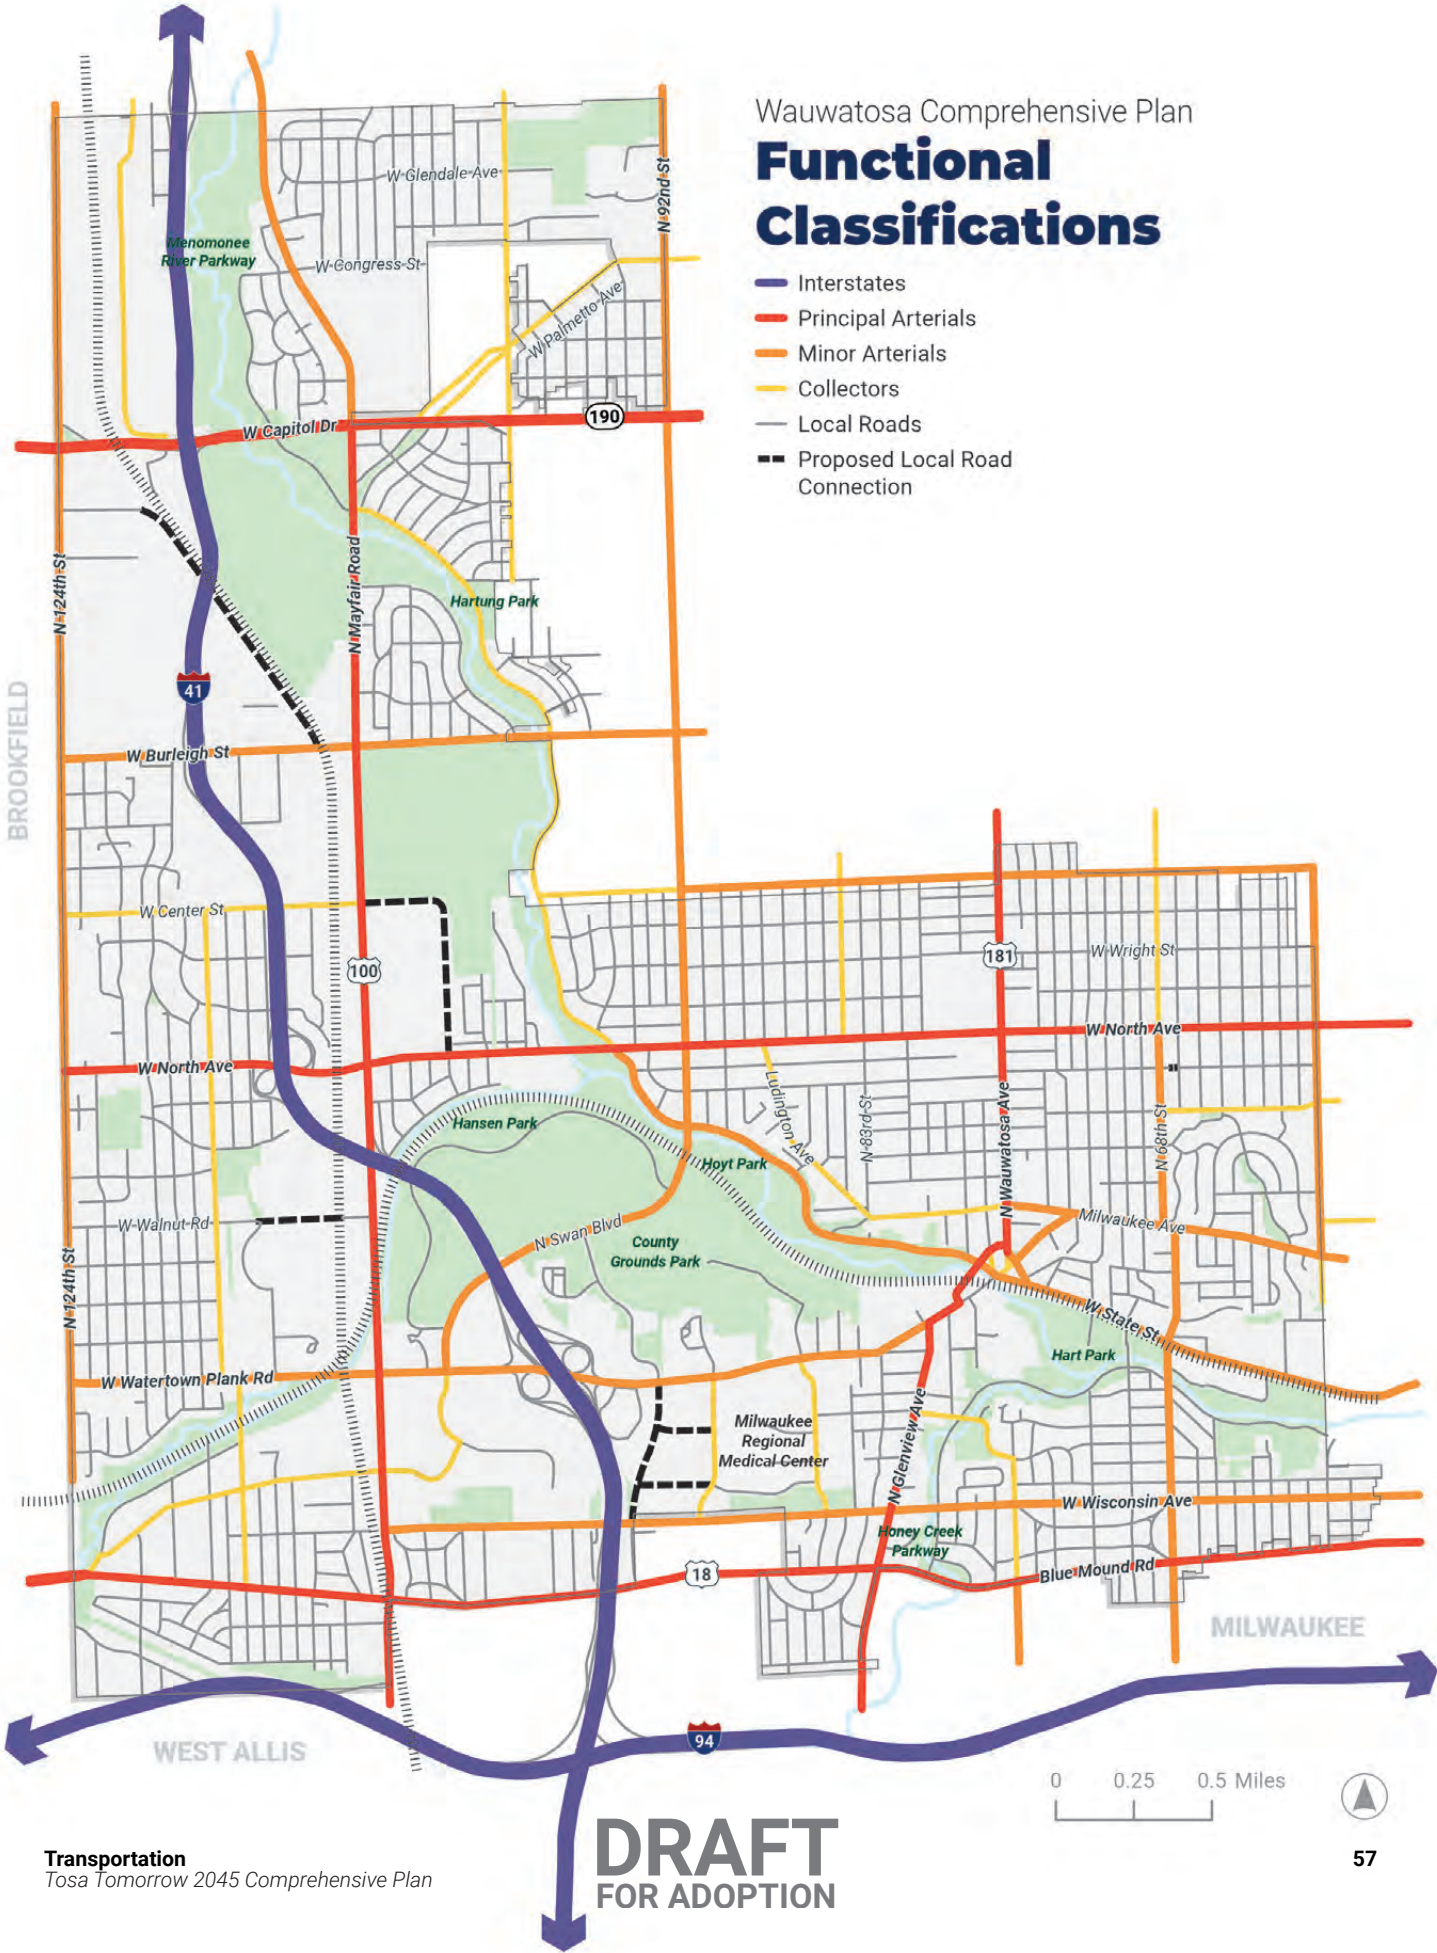 Wauwatosa Comprehensive Plan
Functional
Classifications
Interstates
Principal Arterials
Minor Arterials
Collectors
Local Roads
Proposed Local Road
Connection
W Glendale Ave
N 92nd St
Menomonee
River Parkway
W Congress St
W Palmetto Ave
190
W Capitol Dr
N 124th St
N Mayfair Road
Hartung Park
41
BROOKFIELD
W Burleigh St
W Center St
100
181
W Wright St
W North Ave
W North Ave
Ludington Ave
N 83rd St
N Wauwatosa Ave
N 68th St
Hansen Park
Hoyt Park
W Walnut Rd
N Swan Blvd
Milwaukee Ave
County
Grounds Park
N 124th St
W State St
Hart Park
W Watertown Plank Rd
Milwaukee
Regional
Medical Center
N Glenview Ave
W Wisconsin Ave
Honey Creek
Parkway
18
Blue Mound Rd
MILWAUKEE
WEST ALLIS
94
0 0.25 0.5 Miles
DRAFT
FOR ADOPTION
Transportation
Tosa Tomorrow 2045 Comprehensive Plan
57